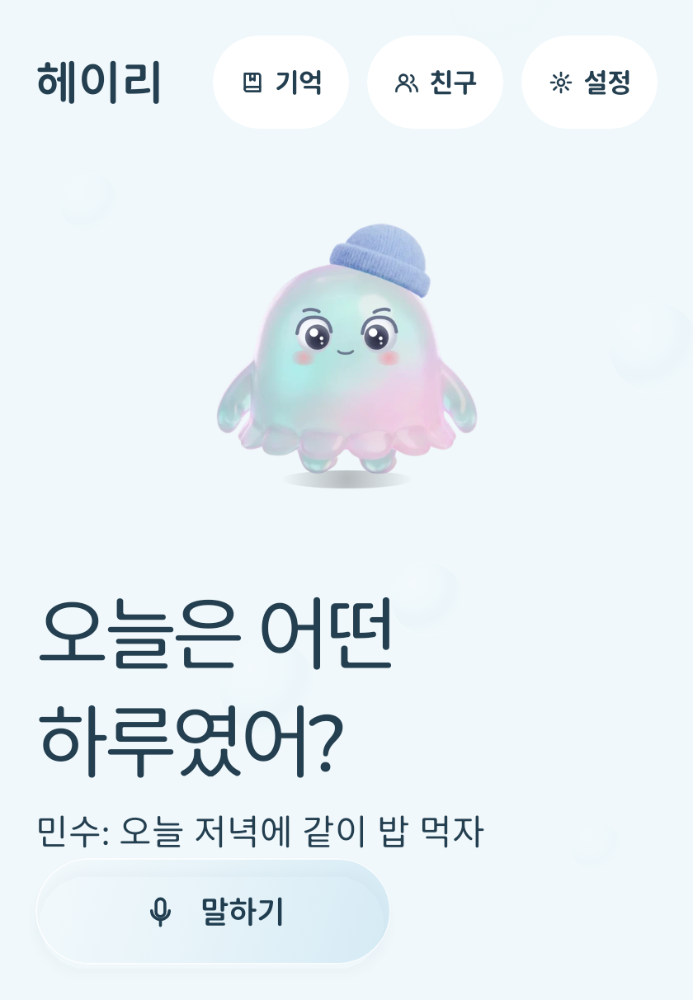 헤이리
기억
친구
설정
오늘은 어떤
하루였어?
민수: 오늘 저녁에 같이 밥 먹자
말하기